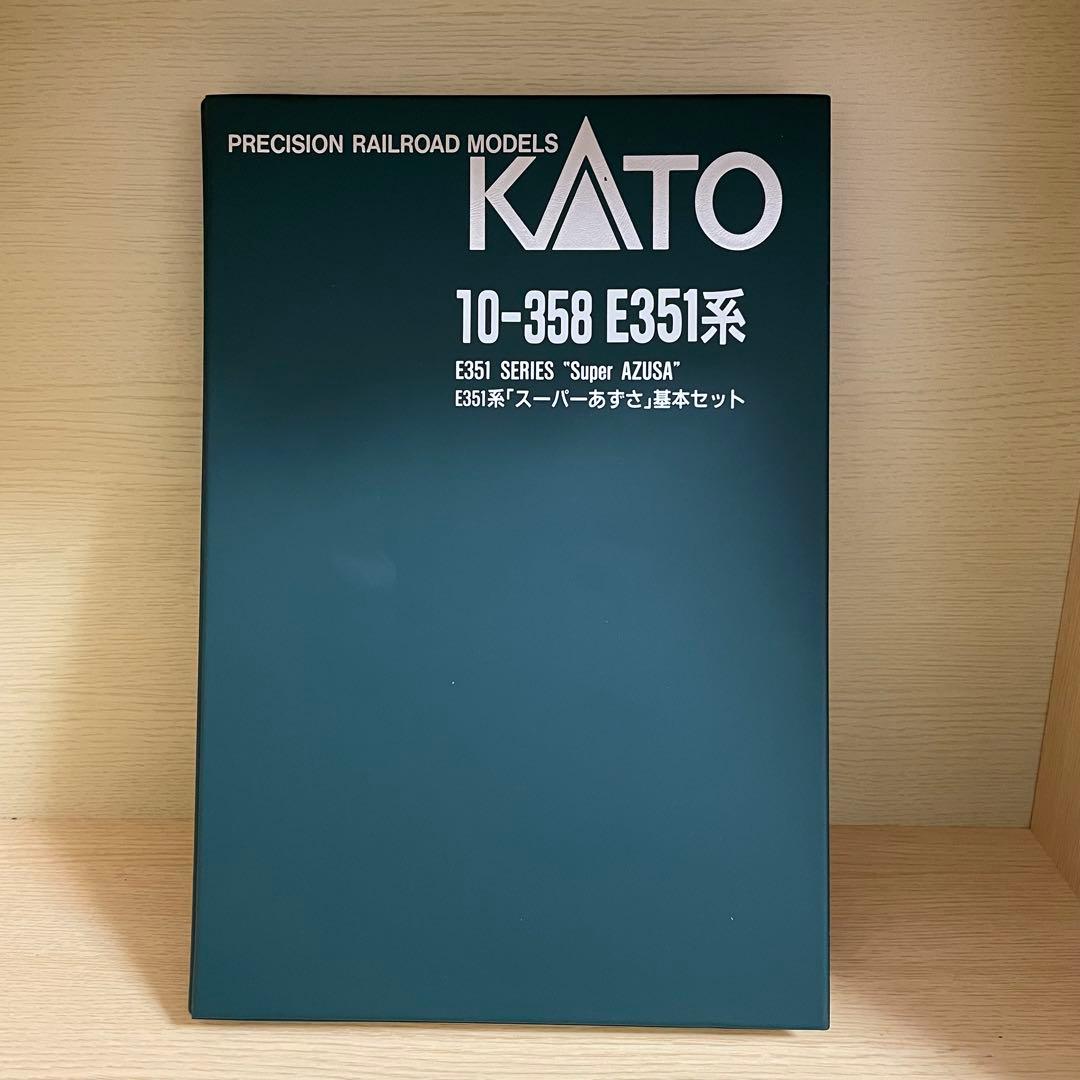 PRECISION RAILROAD MODELS
KATO
10-358 E351系
E351 SERIES "Super AZUSA"
E351系「スーパーあずさ」基本セット